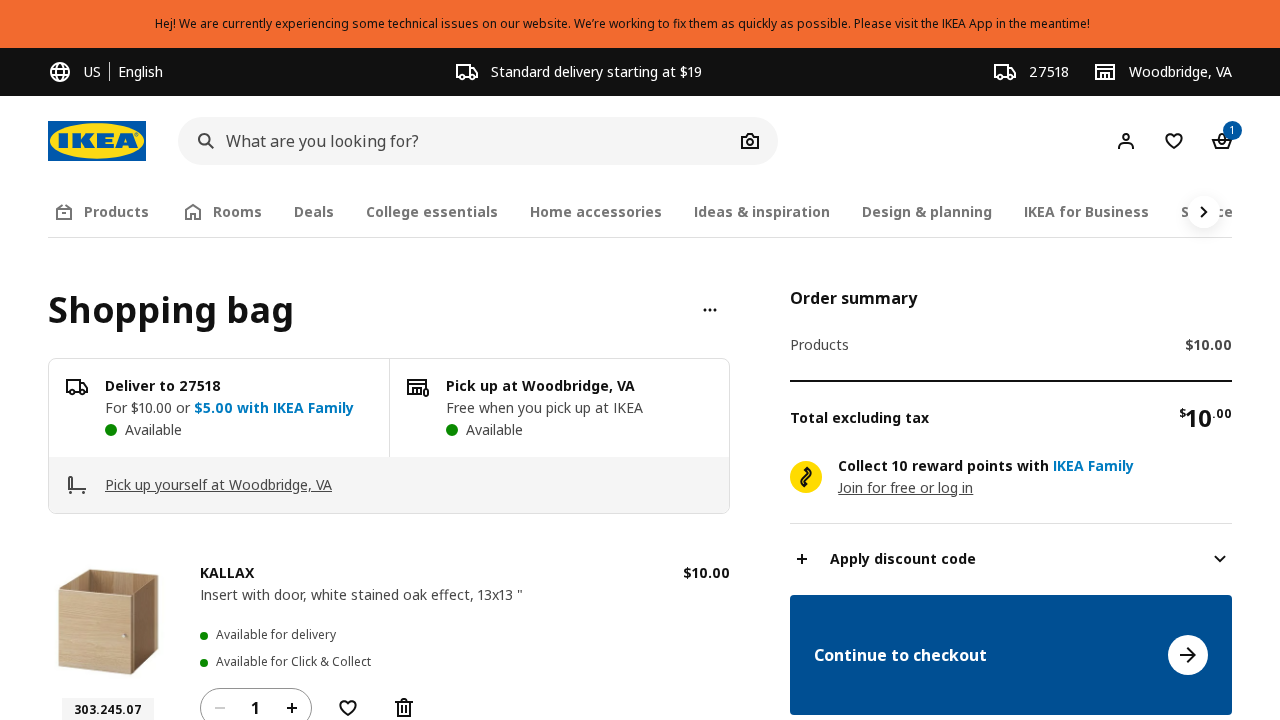 Hej! We are currently experiencing some technical issues on our website. We’re working to fix them as quickly as possible. Please visit the IKEA App in the meantime!
US English
Standard delivery starting at $19
27518
Woodbridge, VA
IKEA
What are you looking for?
1
Products
Rooms
Deals
College essentials
Home accessories
Ideas & inspiration
Design & planning
IKEA for Business
Shopping bag
Deliver to 27518
For $10.00 or $5.00 with IKEA Family
Available
Pick up at Woodbridge, VA
Free when you pick up at IKEA
Available
Pick up yourself at Woodbridge, VA
KALLAX
$10.00
Insert with door, white stained oak effect, 13x13 "
Available for delivery
Available for Click & Collect
303.245.07
1
Order summary
Products $10.00
Total excluding tax $10.00
Collect 10 reward points with IKEA Family
Join for free or log in
Apply discount code
Continue to checkout